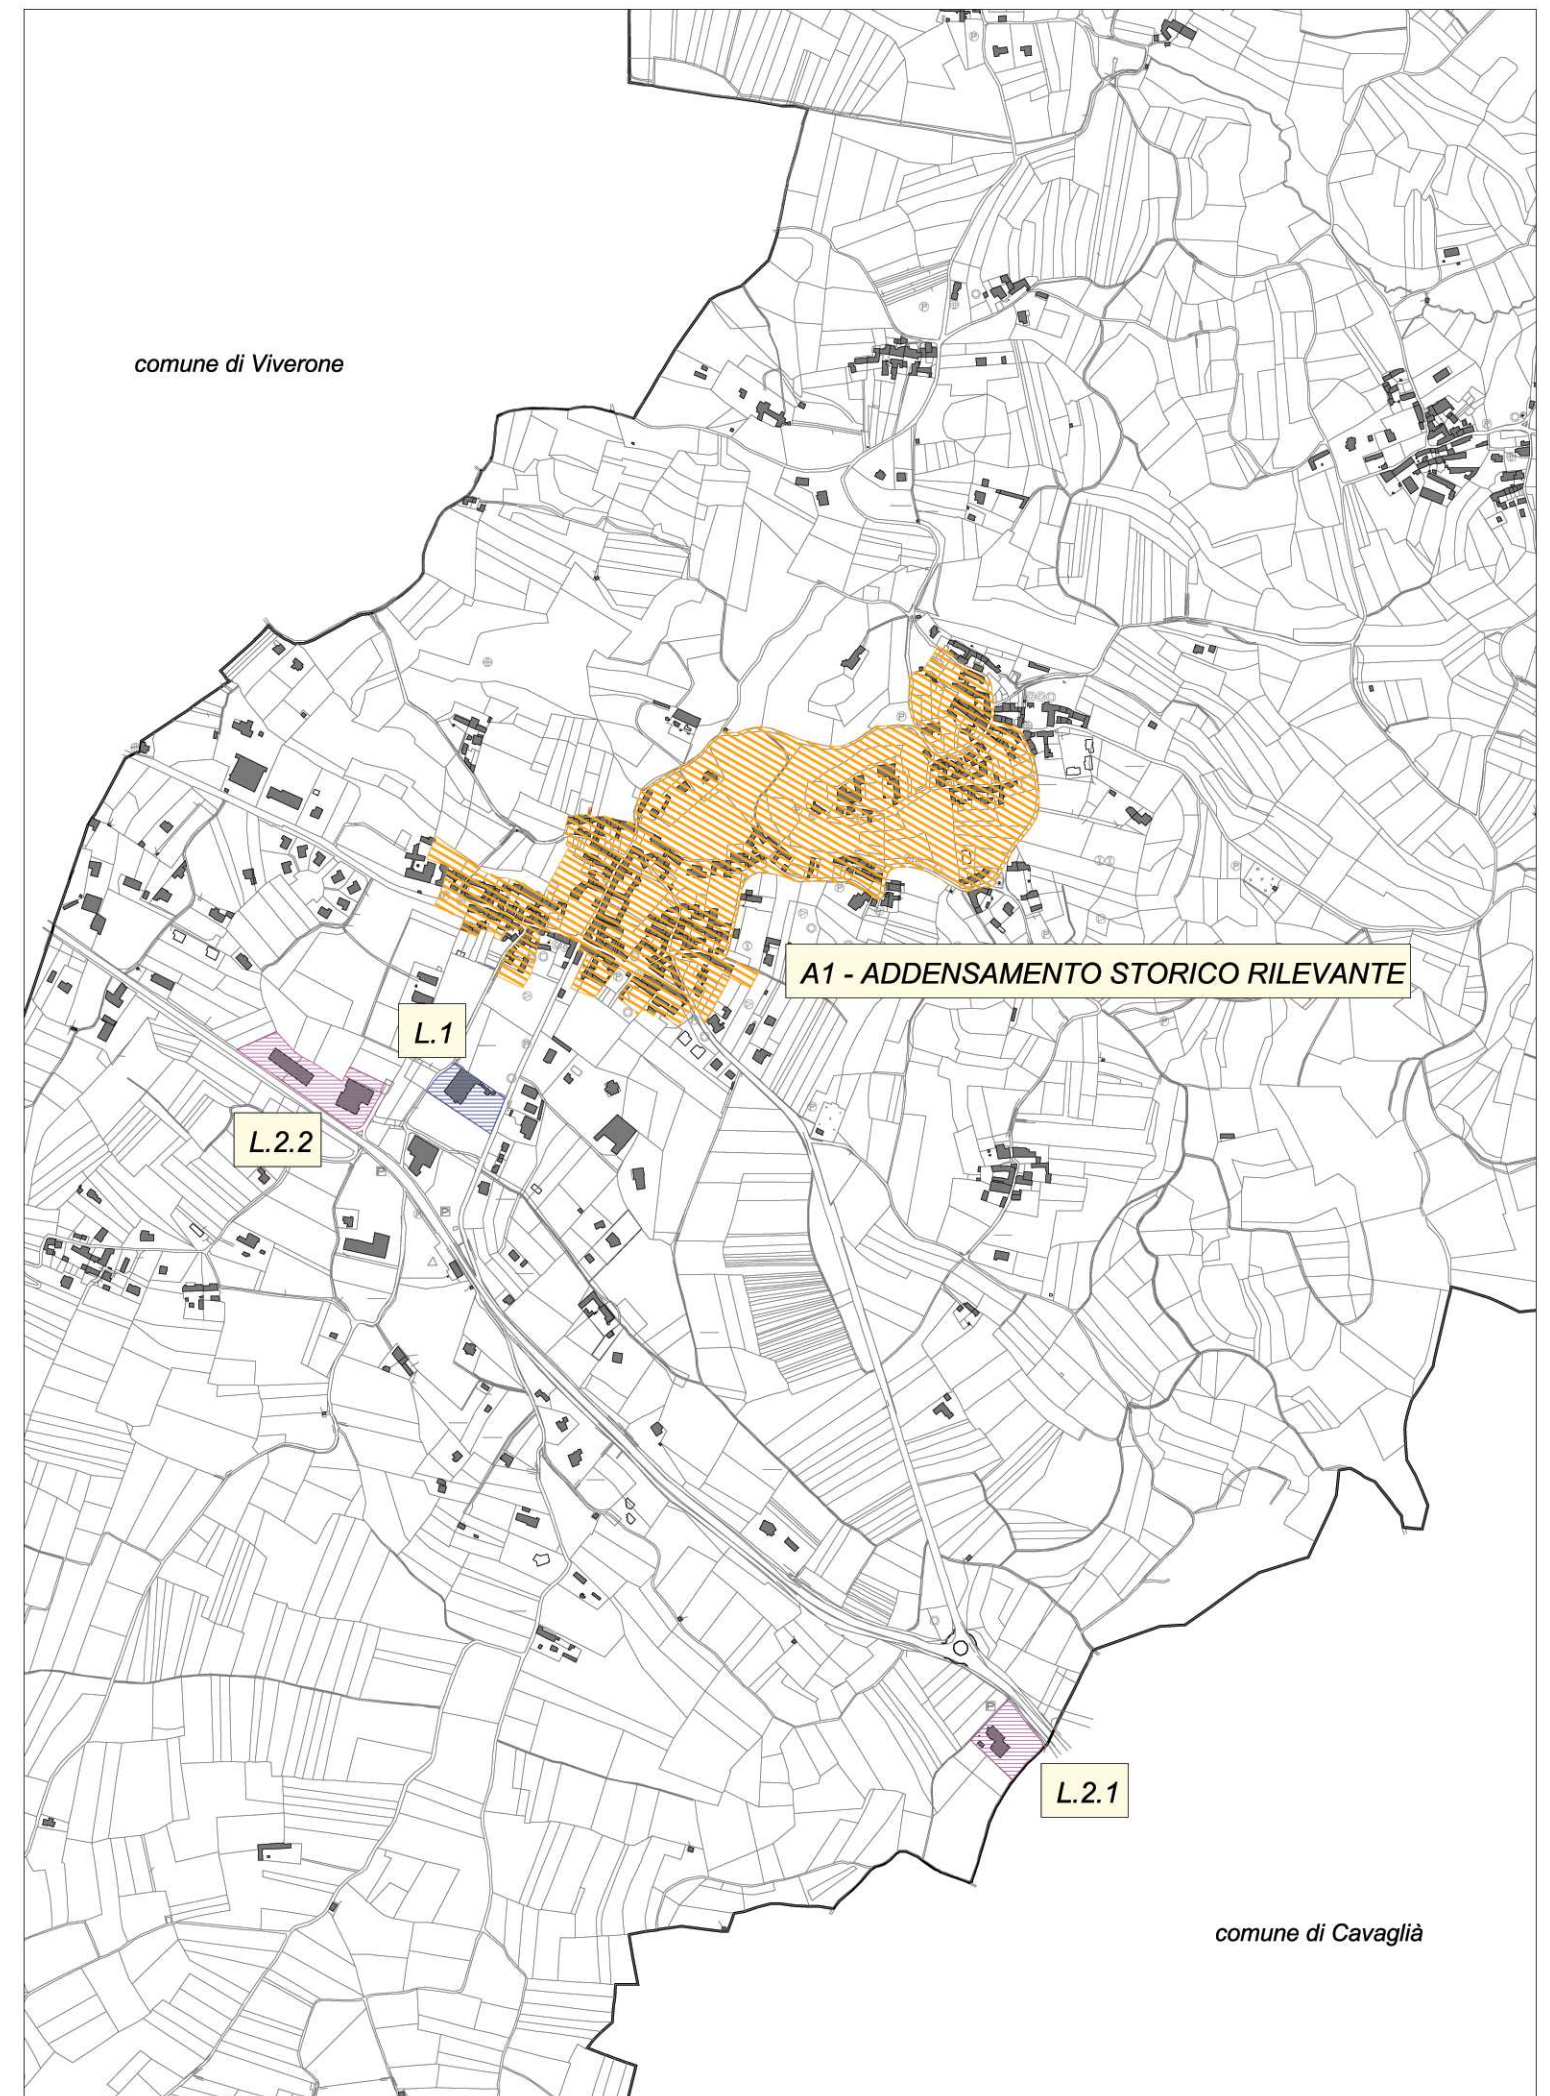 comune di Viverone
A1 - ADDENSAMENTO STORICO RILEVANTE
L.1
L.2.2
L.2.1
comune di Cavaglià